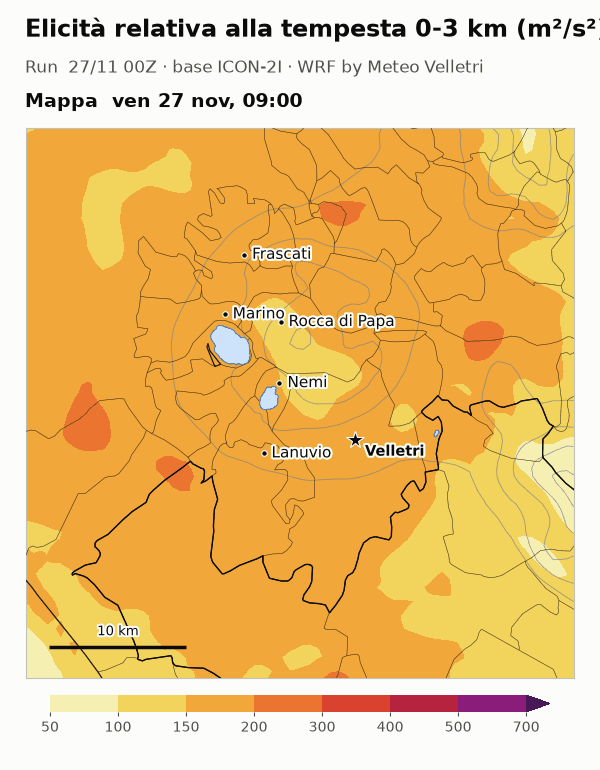 Elicità relativa alla tempesta 0-3 km (m²/s²)
Run  27/11 00Z · base ICON-2I · WRF by Meteo Velletri
Mappa  ven 27 nov, 09:00
Frascati
Marino
Rocca di Papa
Nemi
Velletri
Lanuvio
10 km
50 100 150 200 300 400 500 700